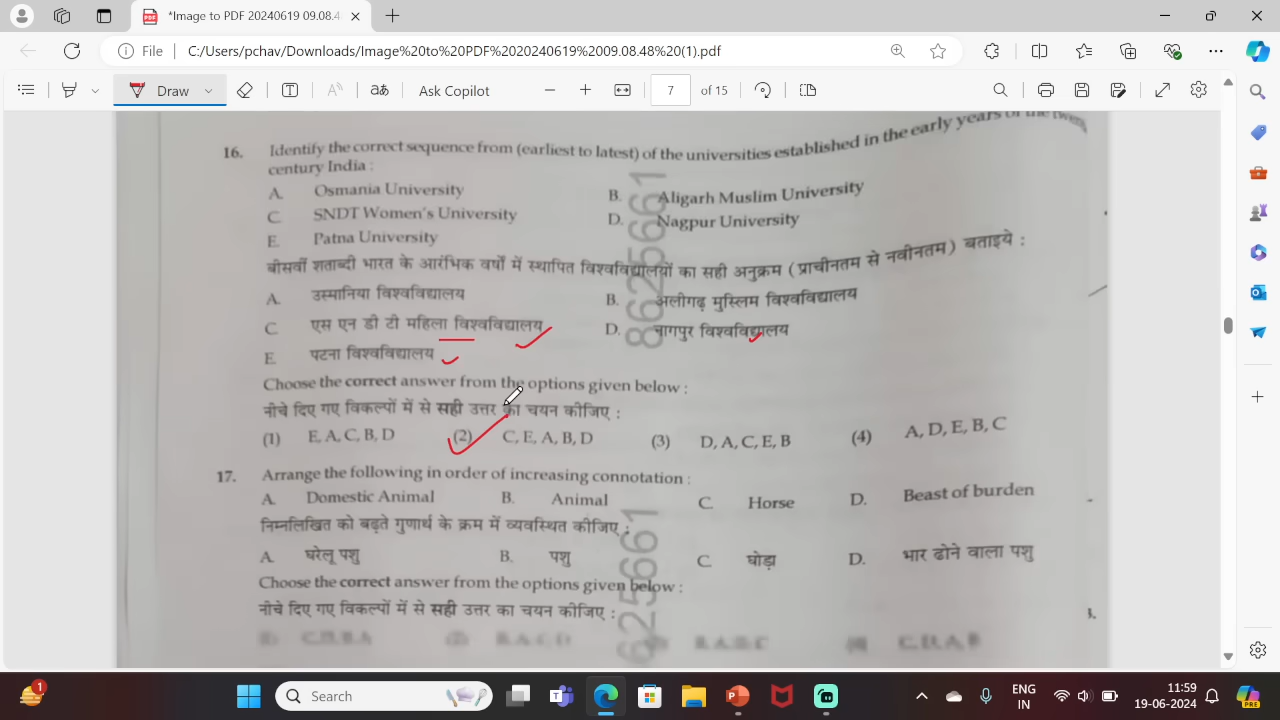 *Image to PDF 20240619 09.08.4
File
C:/Users/pchav/Downloads/Image%20to%20PDF%2020240619%2009.08.48%20(1).pdf
Draw
Ask Copilot
7
of 15
16. Identify the correct sequence from (earliest to latest) of the universities established in the early years of the
century India :
A. Osmania University B. Aligarh Muslim University
C. SNDT Women's University D. Nagpur University
E. Patna University
बीसवीं शताब्दी भारत के आरंभिक वर्षों में स्थापित विश्वविद्यालयों का सही अनुक्रम (प्राचीनतम से नवीनतम) बताइये :
A. उस्मानिया विश्वविद्यालय B. अलीगढ़ मुस्लिम विश्वविद्यालय
C. एस एन डी टी महिला विश्वविद्यालय D. नागपुर विश्वविद्यालय
E. पटना विश्वविद्यालय
Choose the correct answer from the options given below :
नीचे दिए गए विकल्पों में से सही उत्तर का चयन कीजिए :
(1) E, A, C, B, D (2) C, E, A, B, D (3) D, A, C, E, B (4) A, D, E, B, C
17. Arrange the following in order of increasing connotation :
A. Domestic Animal B. Animal C. Horse D. Beast of burden
निम्नलिखित को बढ़ते गुणार्थ के क्रम में व्यवस्थित कीजिए :
A. घरेलू पशु B. पशु C. घोड़ा D. भार ढोने वाला पशु
Choose the correct answer from the options given below :
नीचे दिए गए विकल्पों में से सही उत्तर का चयन कीजिए :
8625661
625661
Search
ENG
IN
11:59
19-06-2024